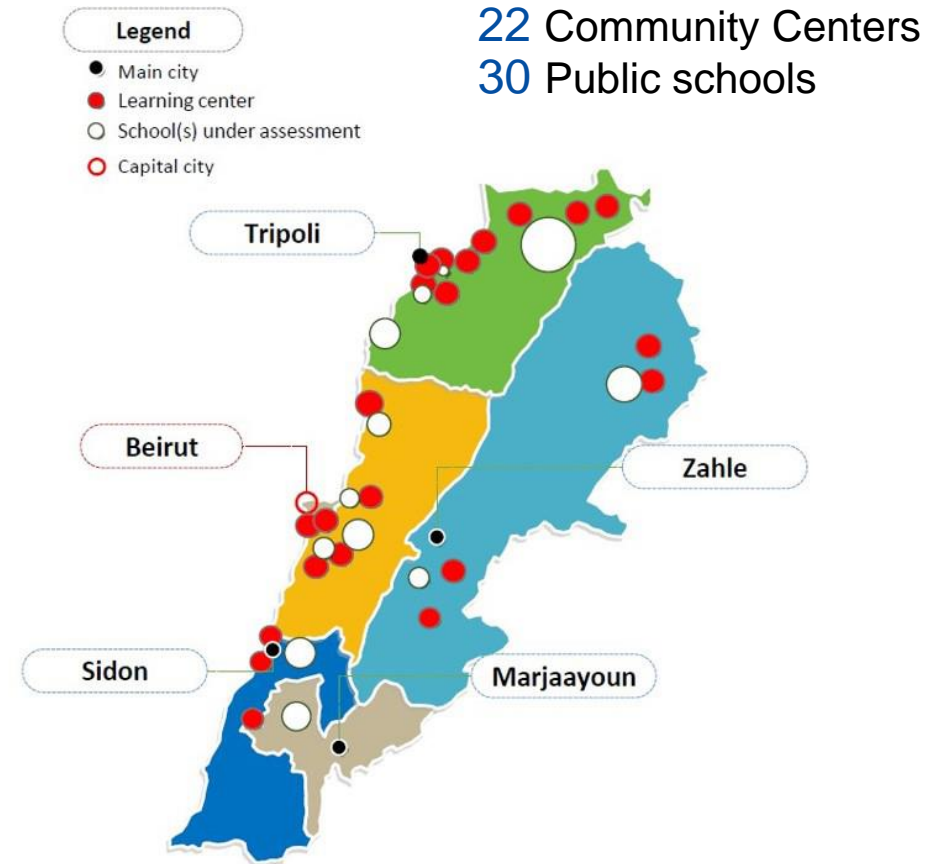 22 Community Centers
30 Public schools
Legend
Main city
Learning center
School(s) under assessment
Capital city
Tripoli
Beirut
Zahle
Sidon
Marjaayoun